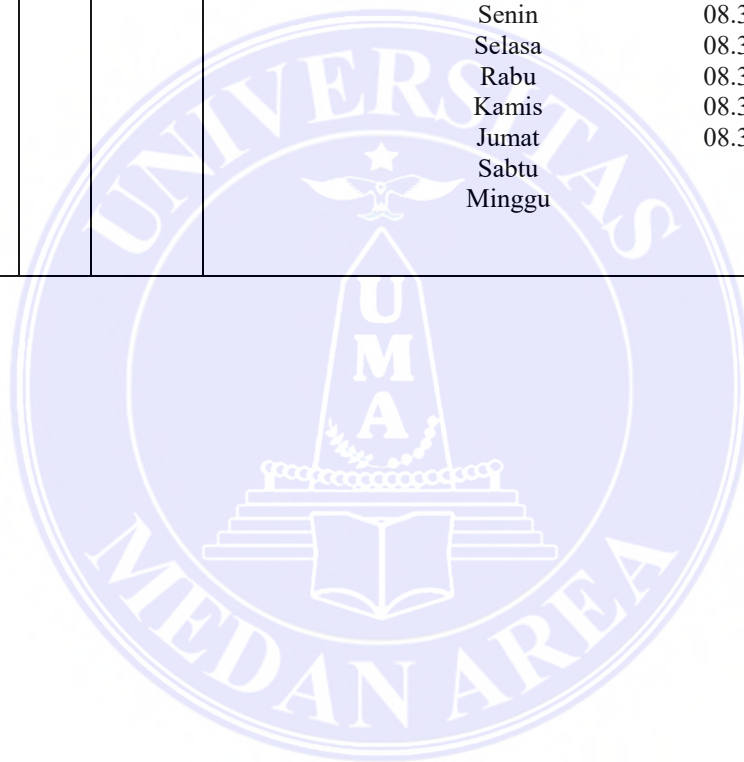 Senin 08.3
Selasa 08.3
Rabu 08.3
Kamis 08.3
Jumat 08.3
Sabtu
Minggu
UNIVERSITAS
U
M
A
MEDAN AREA